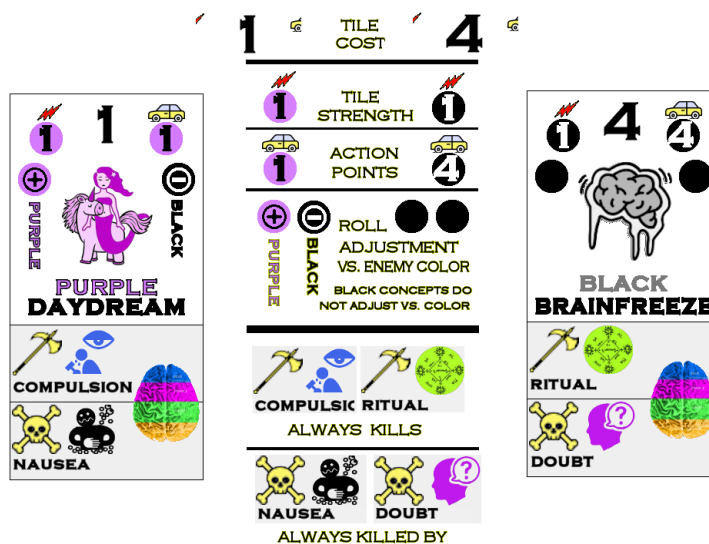 1
1
1
+
−
PURPLE
BLACK
PURPLE
DAYDREAM
COMPULSION
NAUSEA
1
TILE
COST
4
1
TILE
STRENGTH
1
1
ACTION
POINTS
4
+
−
PURPLE
BLACK
ROLL
ADJUSTMENT
VS. ENEMY COLOR
BLACK CONCEPTS DO
NOT ADJUST VS. COLOR
COMPULSIC
RITUAL
ALWAYS KILLS
NAUSEA
DOUBT
?
ALWAYS KILLED BY
1
4
4
BLACK
BRAINFREEZE
RITUAL
DOUBT
?